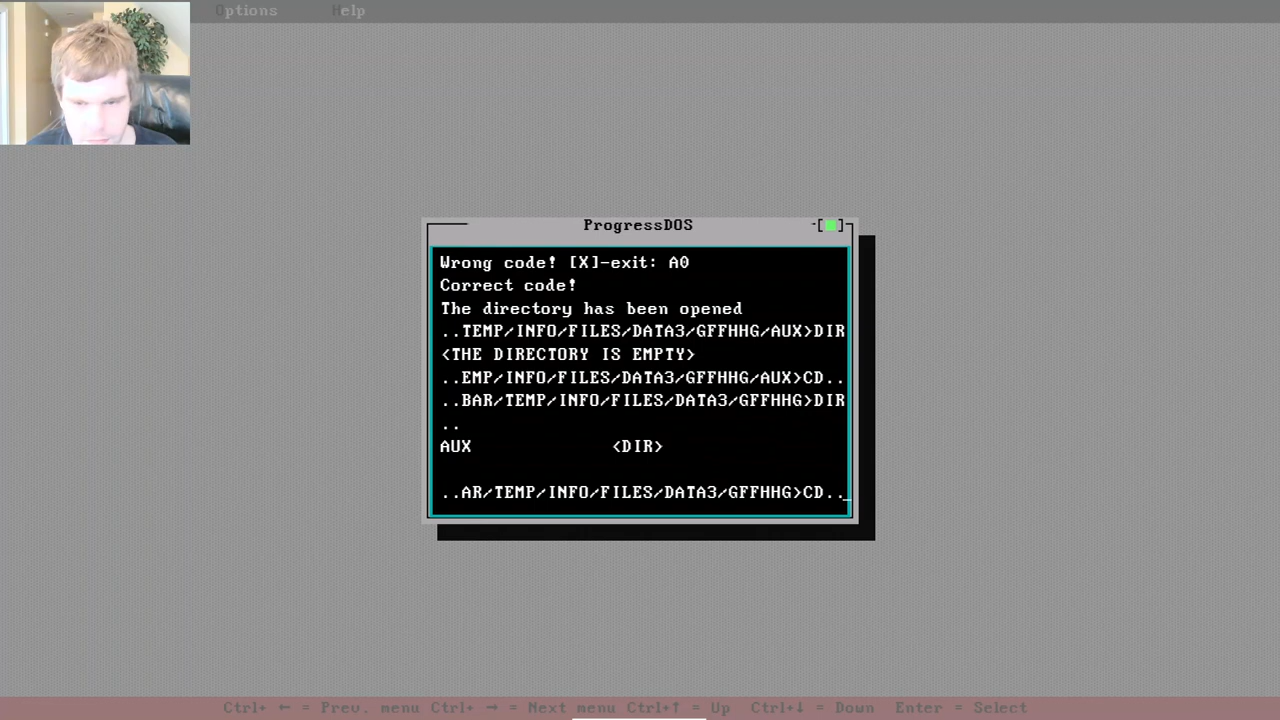 Options Help
ProgressDOS
[■]
Wrong code! [X]-exit: A0
Correct code!
The directory has been opened
..TEMP/INFO/FILES/DATA3/GFFHHG/AUX>DIR
<THE DIRECTORY IS EMPTY>
..EMP/INFO/FILES/DATA3/GFFHHG/AUX>CD..
..BAR/TEMP/INFO/FILES/DATA3/GFFHHG>DIR
..
AUX <DIR>
..AR/TEMP/INFO/FILES/DATA3/GFFHHG>CD.._
Ctrl+ ← = Prev. menu Ctrl+ → = Next menu Ctrl+↑ = Up Ctrl+↓ = Down Enter = Select